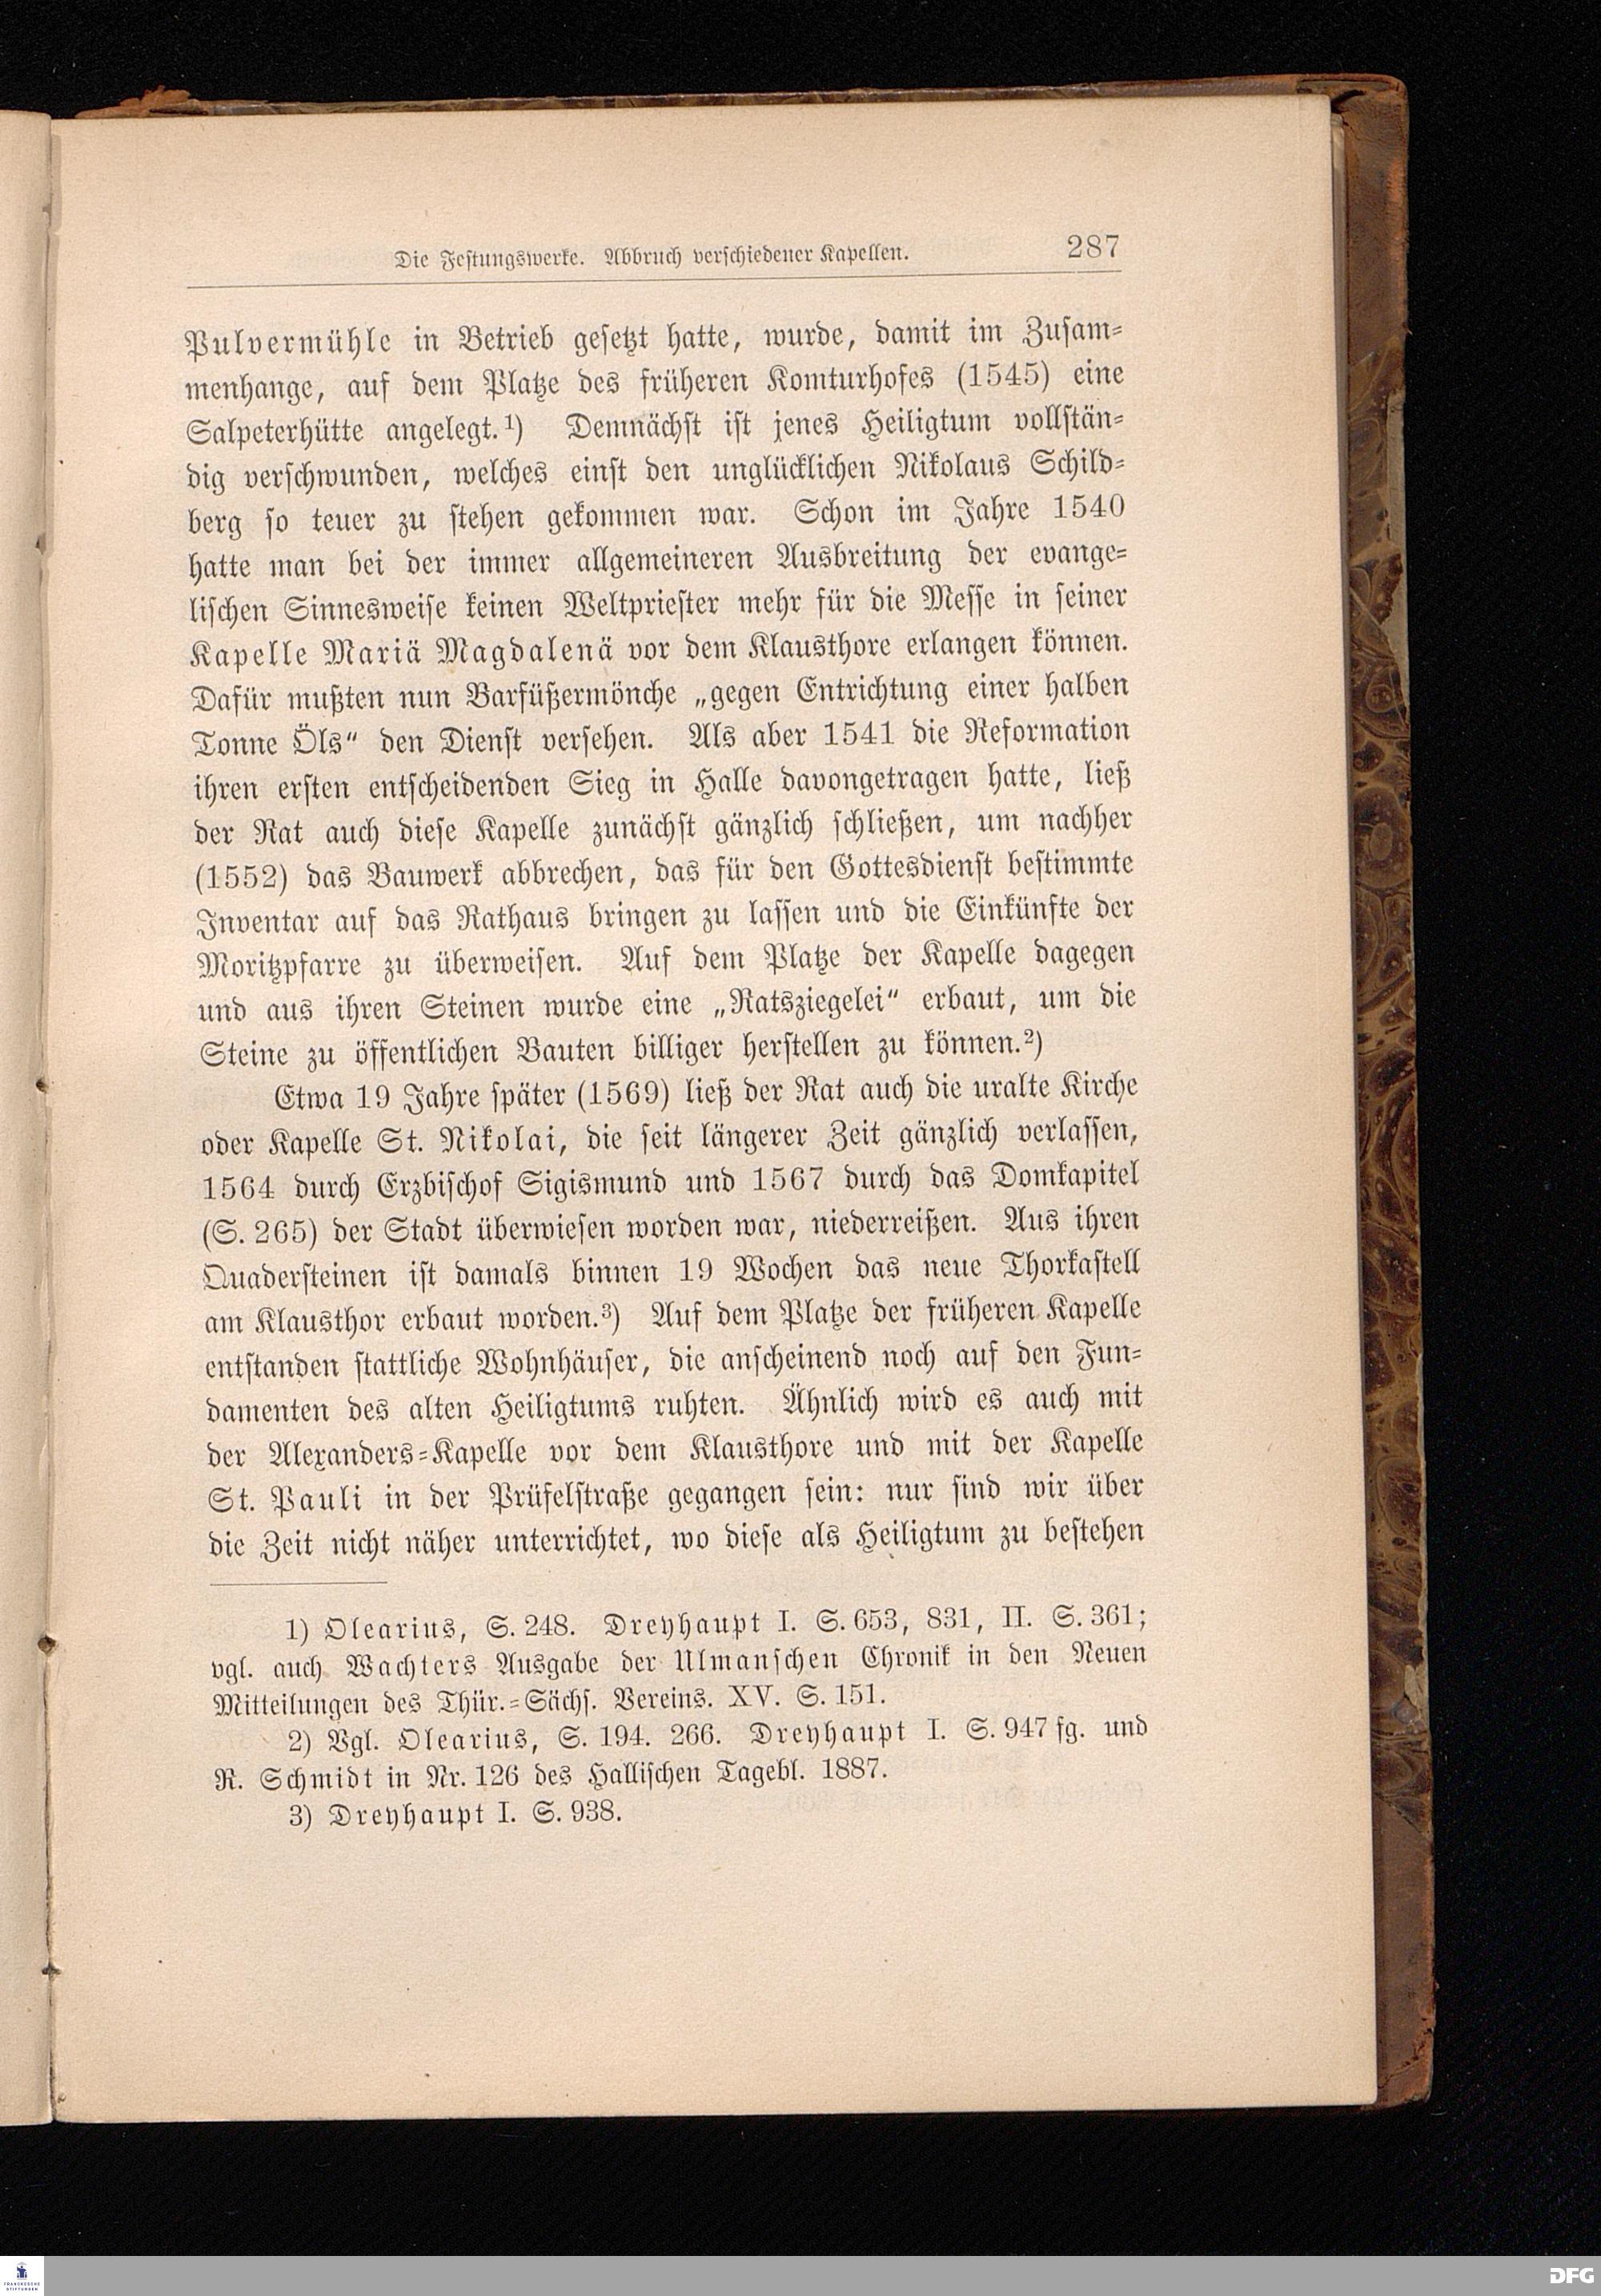 Die Festungswerke. Abbruch verschiedener Kapellen. 287
Pulvermühle in Betrieb gesetzt hatte, wurde, damit im Zusam-
menhange, auf dem Platze des früheren Komturhofes (1545) eine
Salpeterhütte angelegt.¹) Demnächst ist jenes Heiligtum vollstän-
dig verschwunden, welches einst den unglücklichen Nikolaus Schild-
berg so teuer zu stehen gekommen war. Schon im Jahre 1540
hatte man bei der immer allgemeineren Ausbreitung der evange-
lischen Sinnesweise keinen Weltpriester mehr für die Messe in seiner
Kapelle Mariä Magdalenä vor dem Klausthore erlangen können.
Dafür mußten nun Barfüßermönche „gegen Entrichtung einer halben
Tonne Öls“ den Dienst versehen. Als aber 1541 die Reformation
ihren ersten entscheidenden Sieg in Halle davongetragen hatte, ließ
der Rat auch diese Kapelle zunächst gänzlich schließen, um nachher
(1552) das Bauwerk abbrechen, das für den Gottesdienst bestimmte
Inventar auf das Rathaus bringen zu lassen und die Einkünfte der
Moritzpfarre zu überweisen. Auf dem Platze der Kapelle dagegen
und aus ihren Steinen wurde eine „Ratsziegelei“ erbaut, um die
Steine zu öffentlichen Bauten billiger herstellen zu können.²)
Etwa 19 Jahre später (1569) ließ der Rat auch die uralte Kirche
oder Kapelle St. Nikolai, die seit längerer Zeit gänzlich verlassen,
1564 durch Erzbischof Sigismund und 1567 durch das Domkapitel
(S. 265) der Stadt überwiesen worden war, niederreißen. Aus ihren
Quadersteinen ist damals binnen 19 Wochen das neue Thorkastell
am Klausthor erbaut worden.³) Auf dem Platze der früheren Kapelle
entstanden stattliche Wohnhäuser, die anscheinend noch auf den Fun-
damenten des alten Heiligtums ruhten. Ähnlich wird es auch mit
der Alexanders-Kapelle vor dem Klausthore und mit der Kapelle
St. Pauli in der Prüfelstraße gegangen sein: nur sind wir über
die Zeit nicht näher unterrichtet, wo diese als Heiligtum zu bestehen
1) Olearius, S. 248. Dreyhaupt I. S. 653, 831, II. S. 361;
vgl. auch Wachters Ausgabe der Ulmanschen Chronik in den Neuen
Mitteilungen des Thür.-Sächs. Vereins. XV. S. 151.
2) Vgl. Olearius, S. 194. 266. Dreyhaupt I. S. 947 fg. und
R. Schmidt in Nr. 126 des Hallischen Tagebl. 1887.
3) Dreyhaupt I. S. 938.
FRANCKESCHE
STIFTUNGEN
DFG